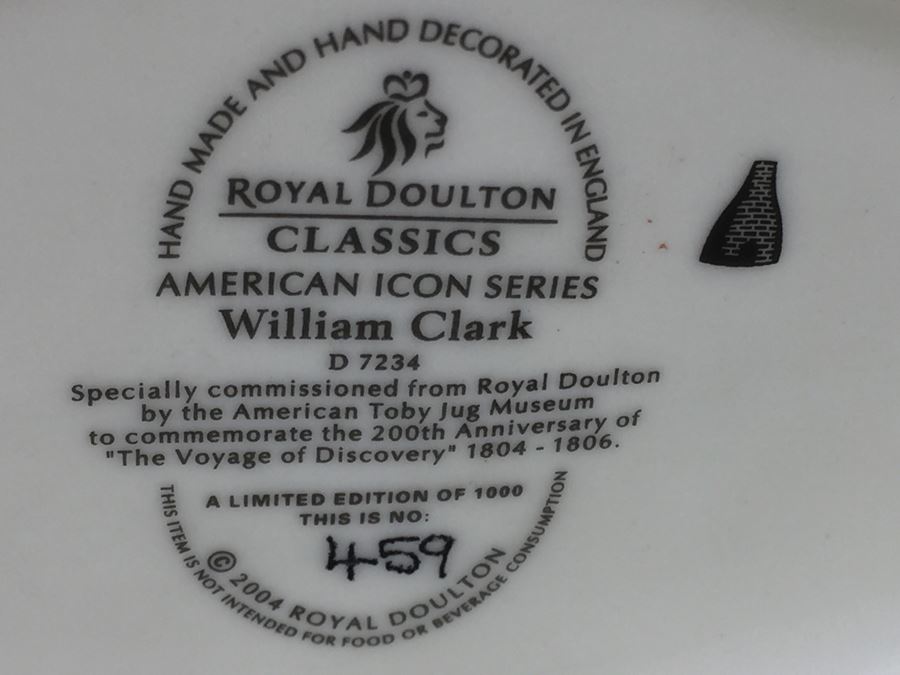 HAND MADE AND HAND DECORATED IN ENGLAND
ROYAL DOULTON
CLASSICS
AMERICAN ICON SERIES
William Clark
D 7234
Specially commissioned from Royal Doulton
by the American Toby Jug Museum
to commemorate the 200th Anniversary of
"The Voyage of Discovery" 1804 - 1806.
A LIMITED EDITION OF 1000
THIS IS NO:
459
© 2004 ROYAL DOULTON
THIS ITEM IS NOT INTENDED FOR FOOD OR BEVERAGE CONSUMPTION